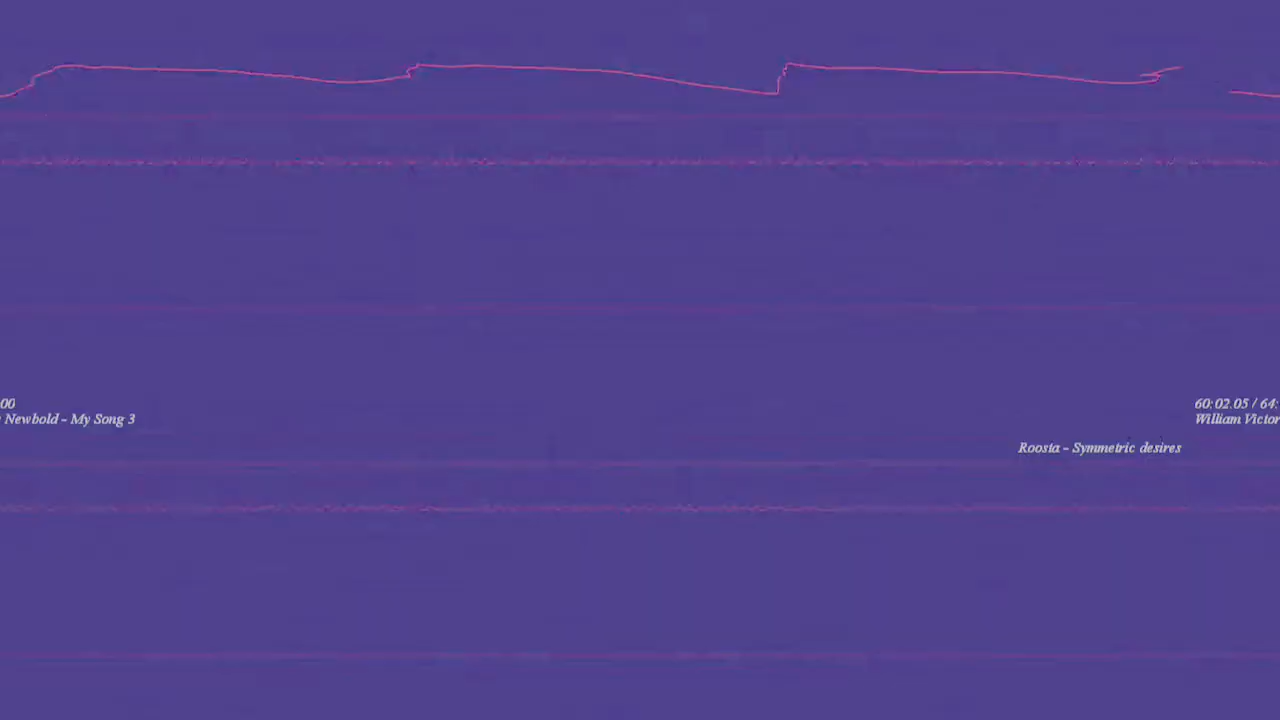 00
Newbold - My Song 3
60:02.05 / 64:
William Victor
Roosta - Symmetric desires